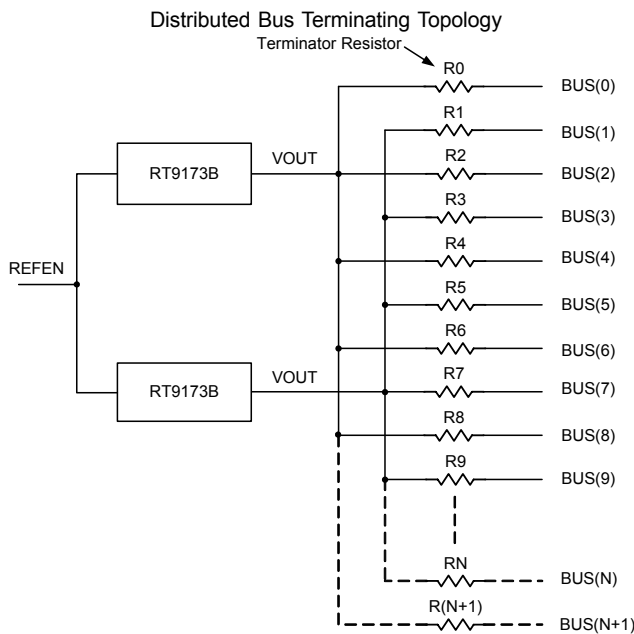 Distributed Bus Terminating Topology
Terminator Resistor
R0 BUS(0)
R1 BUS(1)
VOUT R2 BUS(2)
RT9173B
R3 BUS(3)
R4 BUS(4)
REFEN
R5 BUS(5)
R6 BUS(6)
VOUT R7 BUS(7)
RT9173B
R8 BUS(8)
R9 BUS(9)
RN BUS(N)
R(N+1) BUS(N+1)